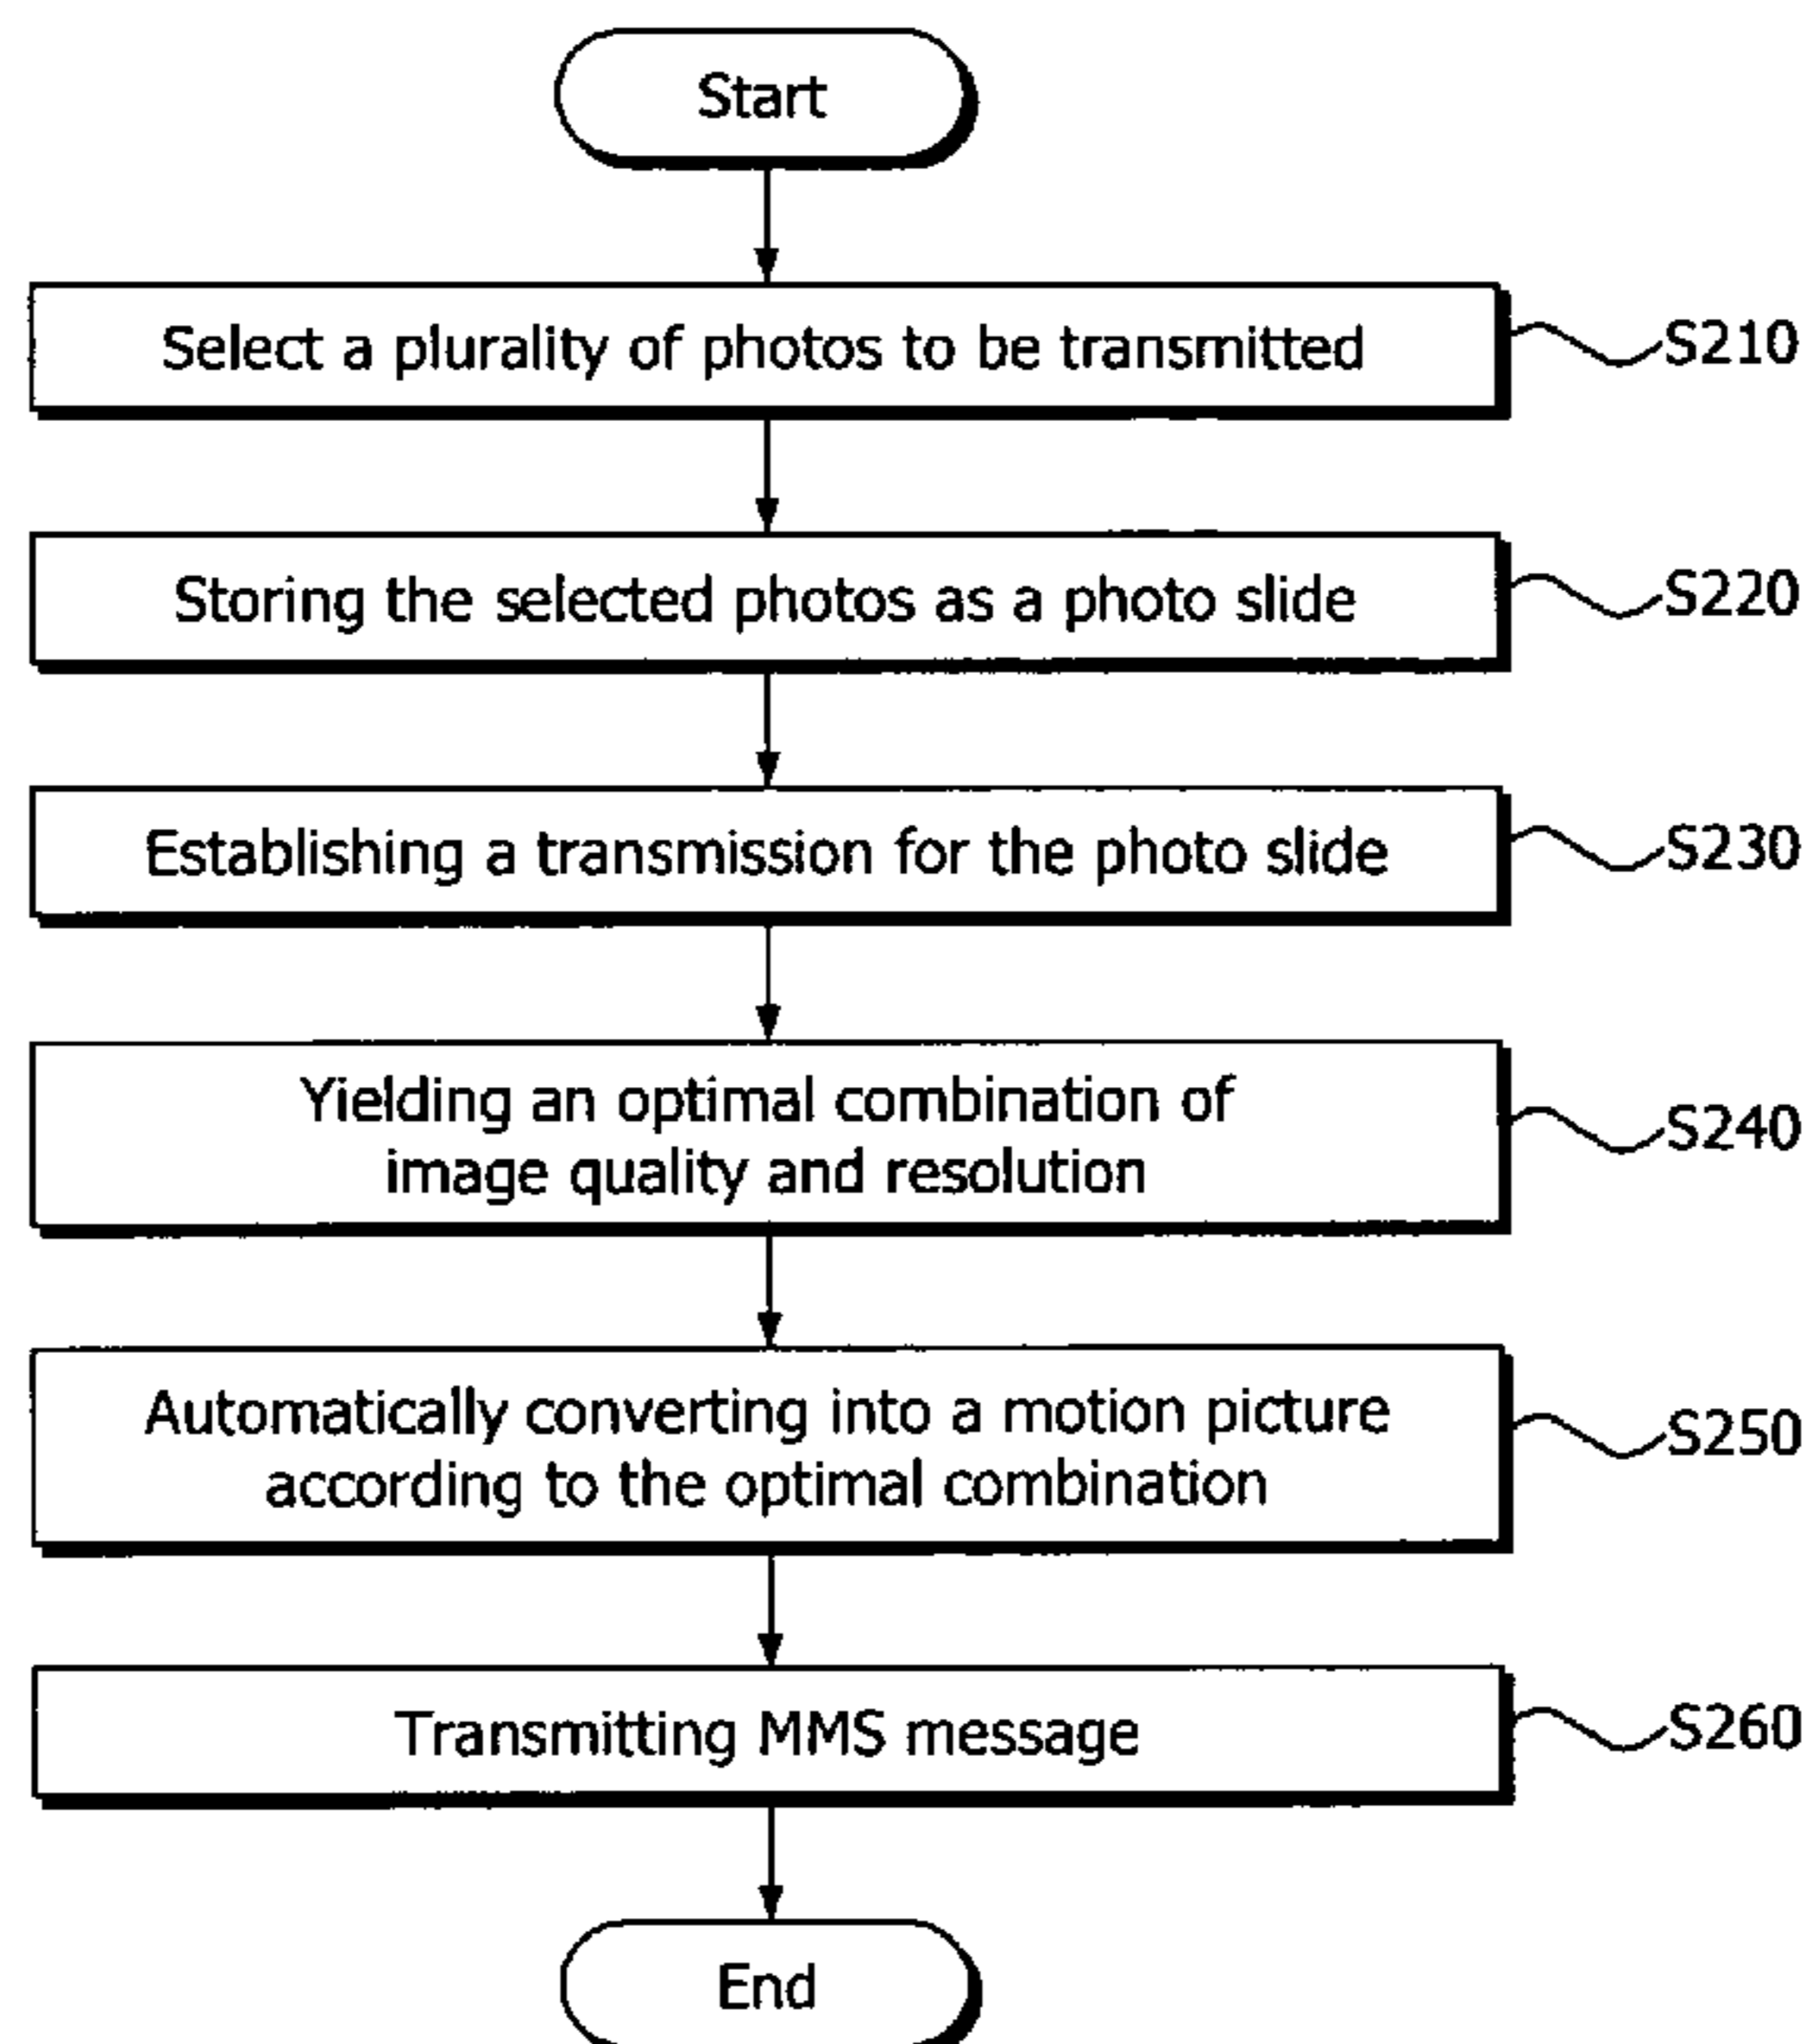 Start
Select a plurality of photos to be transmitted
S210
Storing the selected photos as a photo slide
S220
Establishing a transmission for the photo slide
S230
Yielding an optimal combination of
image quality and resolution
S240
Automatically converting into a motion picture
according to the optimal combination
S250
Transmitting MMS message
S260
End